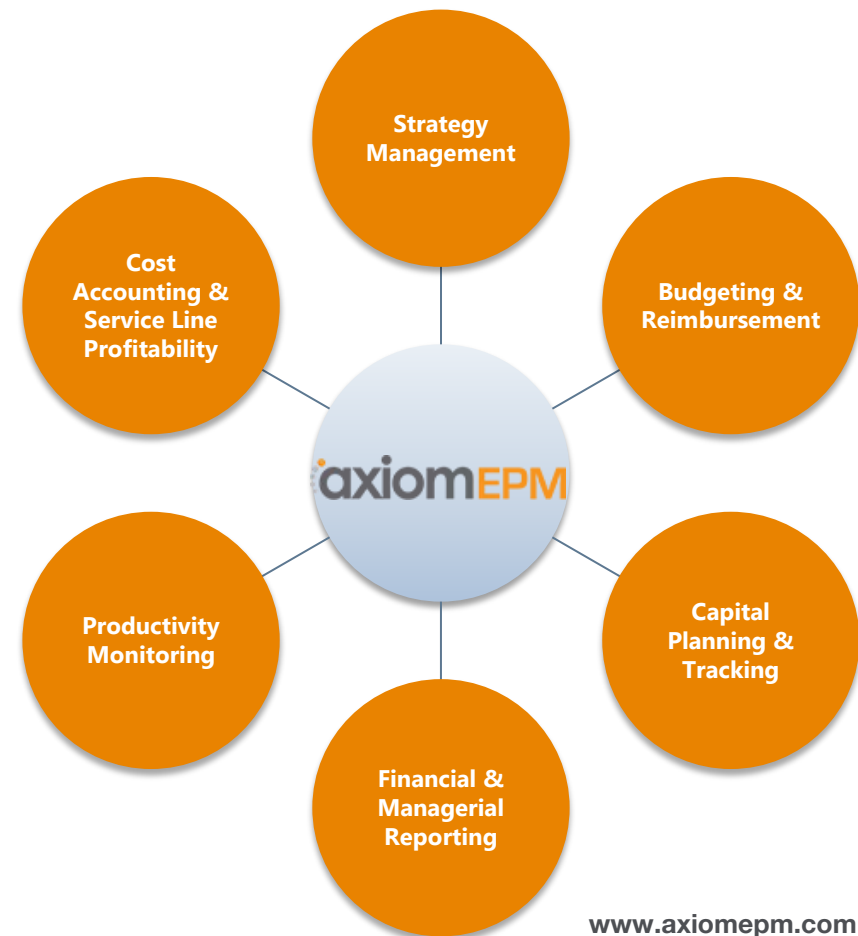 Strategy
Management
Cost
Accounting &
Service Line
Profitability
Budgeting &
Reimbursement
axiomEPM
Productivity
Monitoring
Capital
Planning &
Tracking
Financial &
Managerial
Reporting
www.axiomepm.com